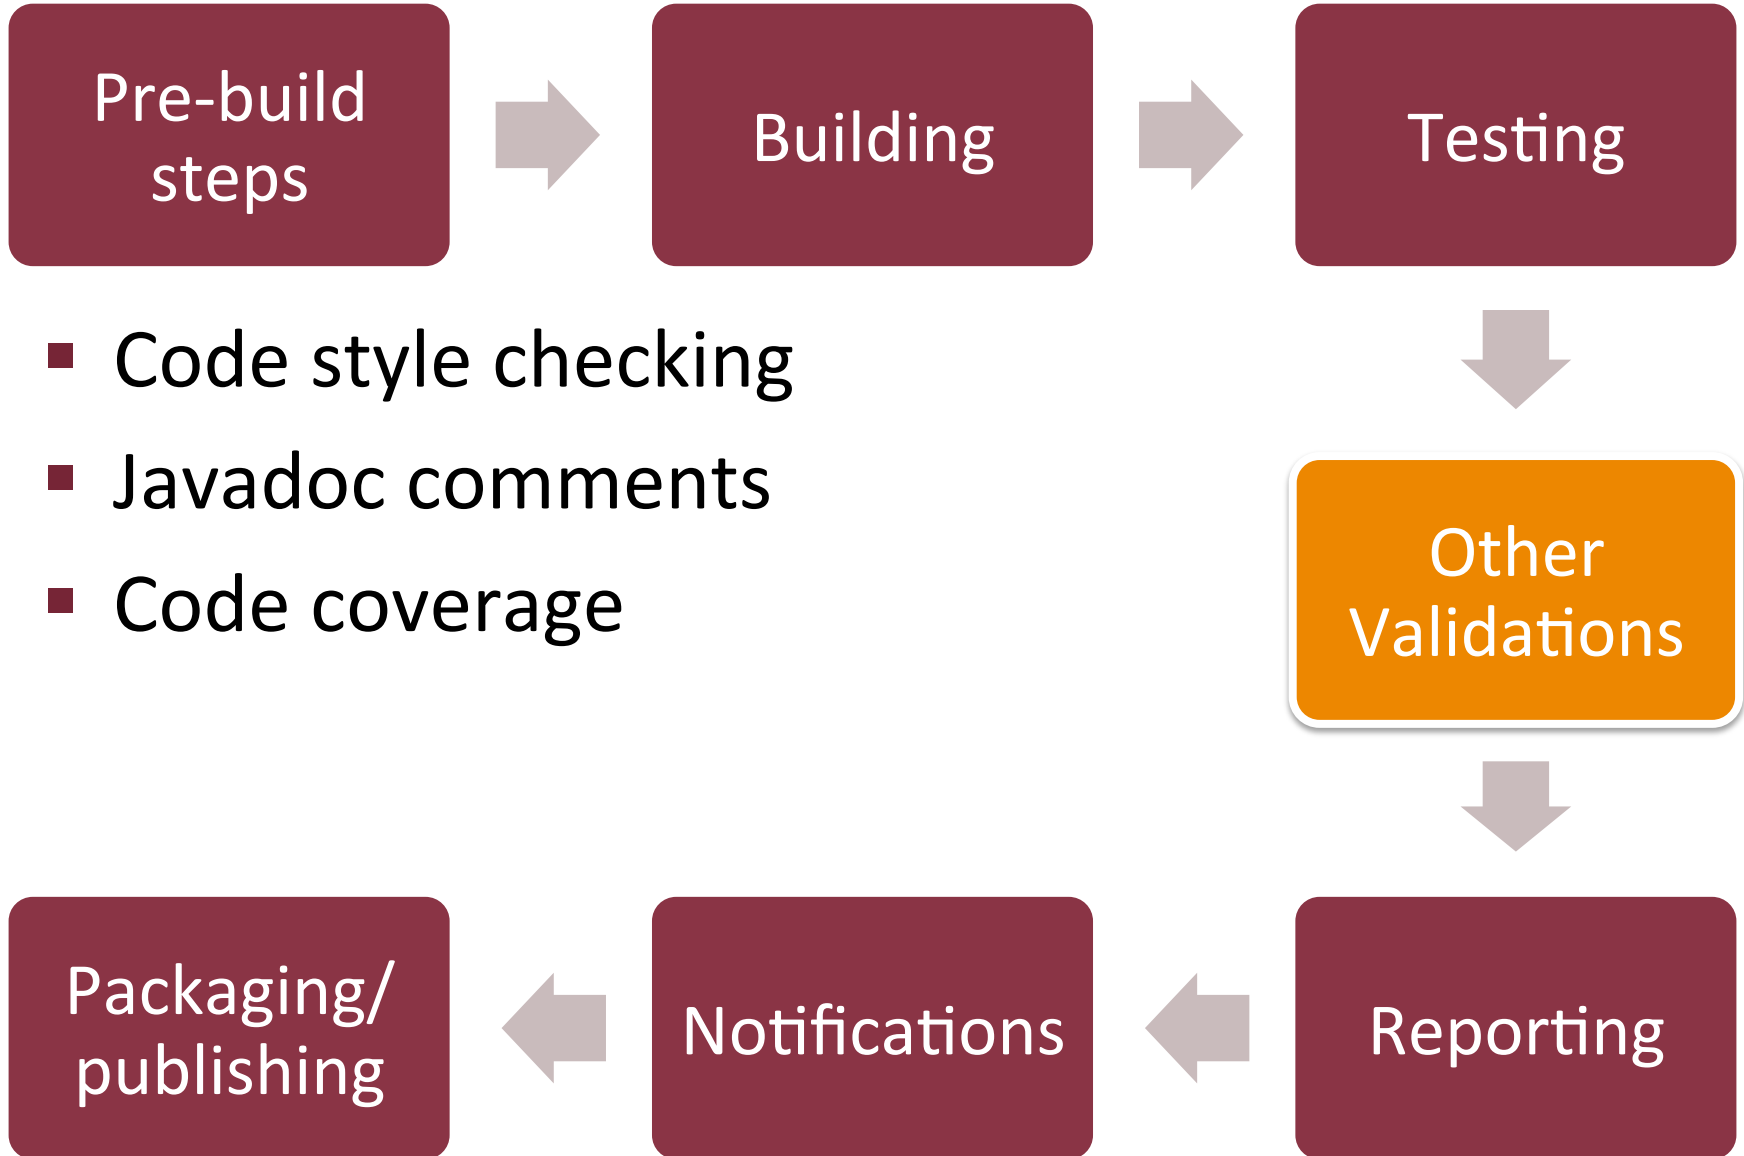 Pre-build
steps
Building
Testing
Code style checking
Javadoc comments
Code coverage
Other
Validations
Reporting
Notifications
Packaging/
publishing